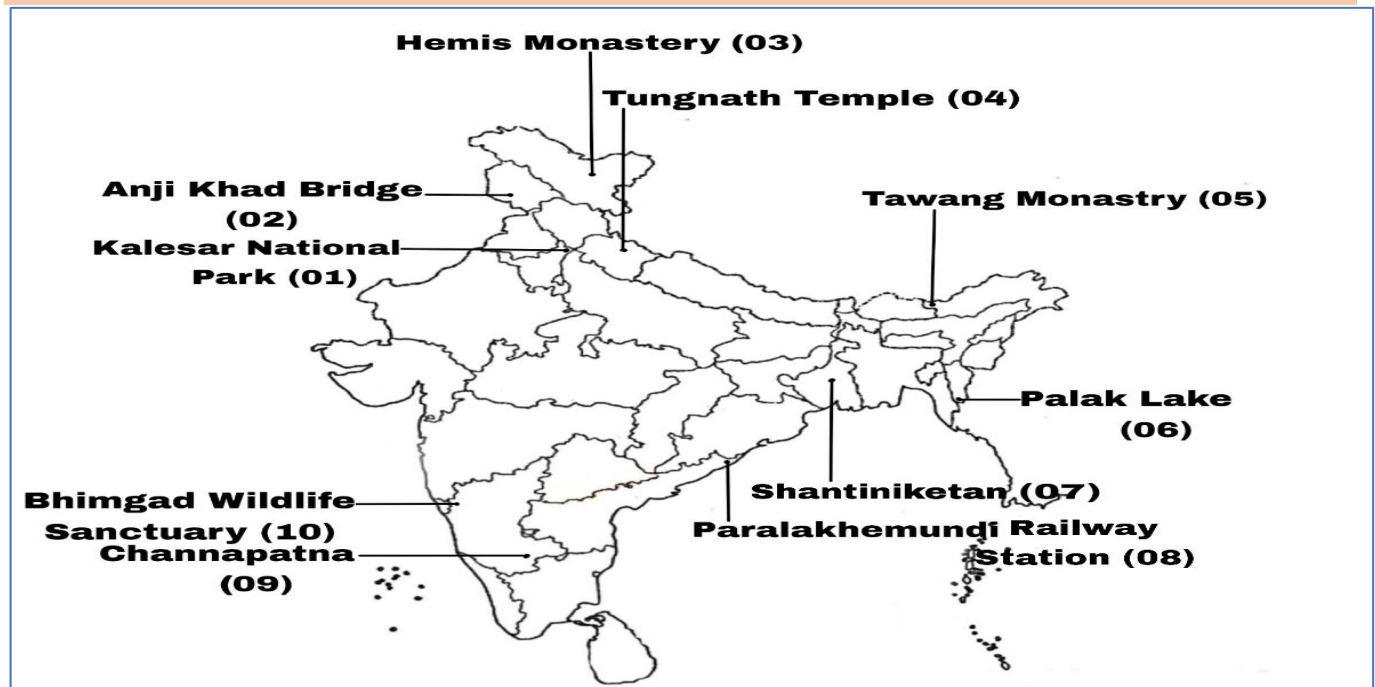 Hemis Monastery (03)
Tungnath Temple (04)
Anji Khad Bridge
(02)
Tawang Monastry (05)
Kalesar National
Park (01)
Palak Lake
(06)
Shantiniketan (07)
Bhimgad Wildlife
Sanctuary (10)
Paralakhemundi Railway
Station (08)
Channapatna
(09)